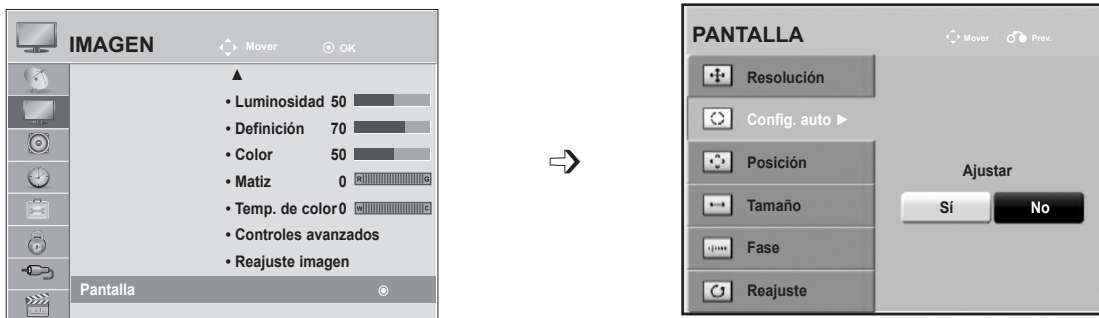 IMAGEN
Mover
OK
▲
• Luminosidad 50
• Definición 70
• Color 50
• Matiz 0 R G
• Temp. de color 0 W C
• Controles avanzados
• Reajuste imagen
Pantalla
PANTALLA
Mover
Prev.
Resolución
Config. auto ►
Posición
Tamaño
Fase
Reajuste
Ajustar
Sí No